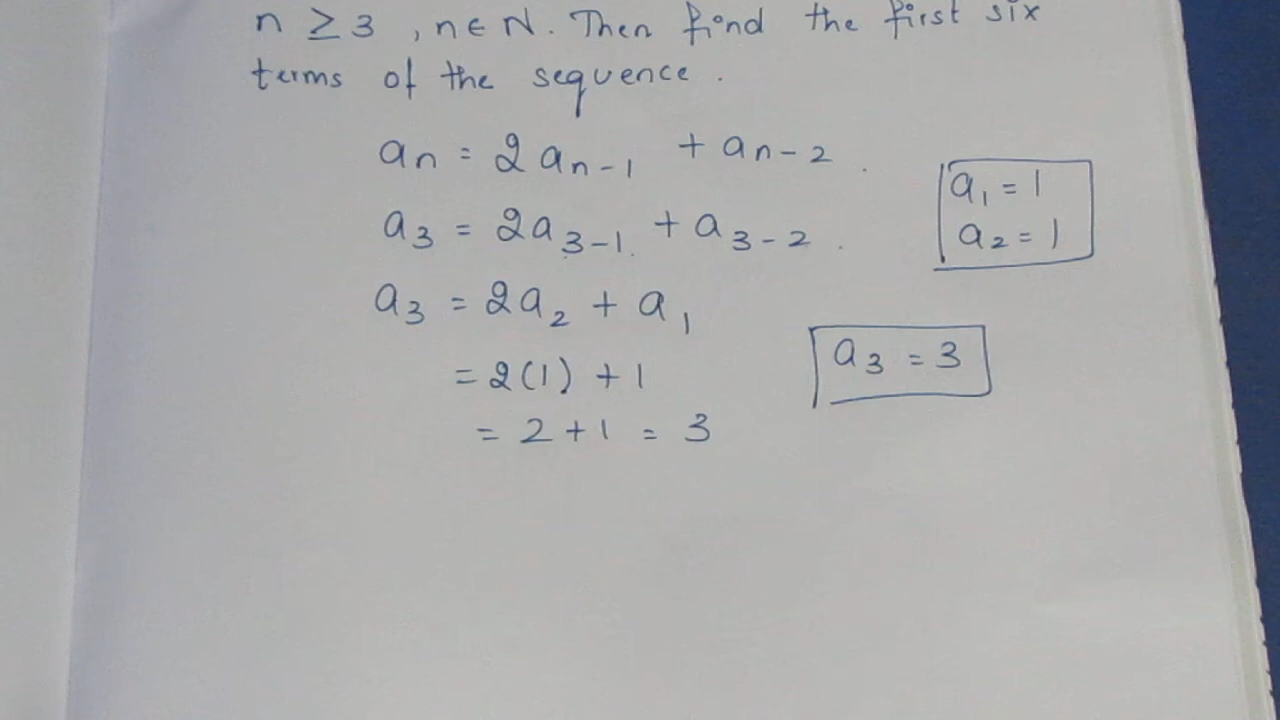 n ≥ 3 , n ∈ N. Then find the first six
terms of the sequence .
aₙ = 2aₙ₋₁ + aₙ₋₂
a₁ = 1
a₂ = 1
a₃ = 2a₃₋₁ + a₃₋₂ .
a₃ = 2a₂ + a₁
a₃ = 3
= 2(1) + 1
= 2 + 1 = 3